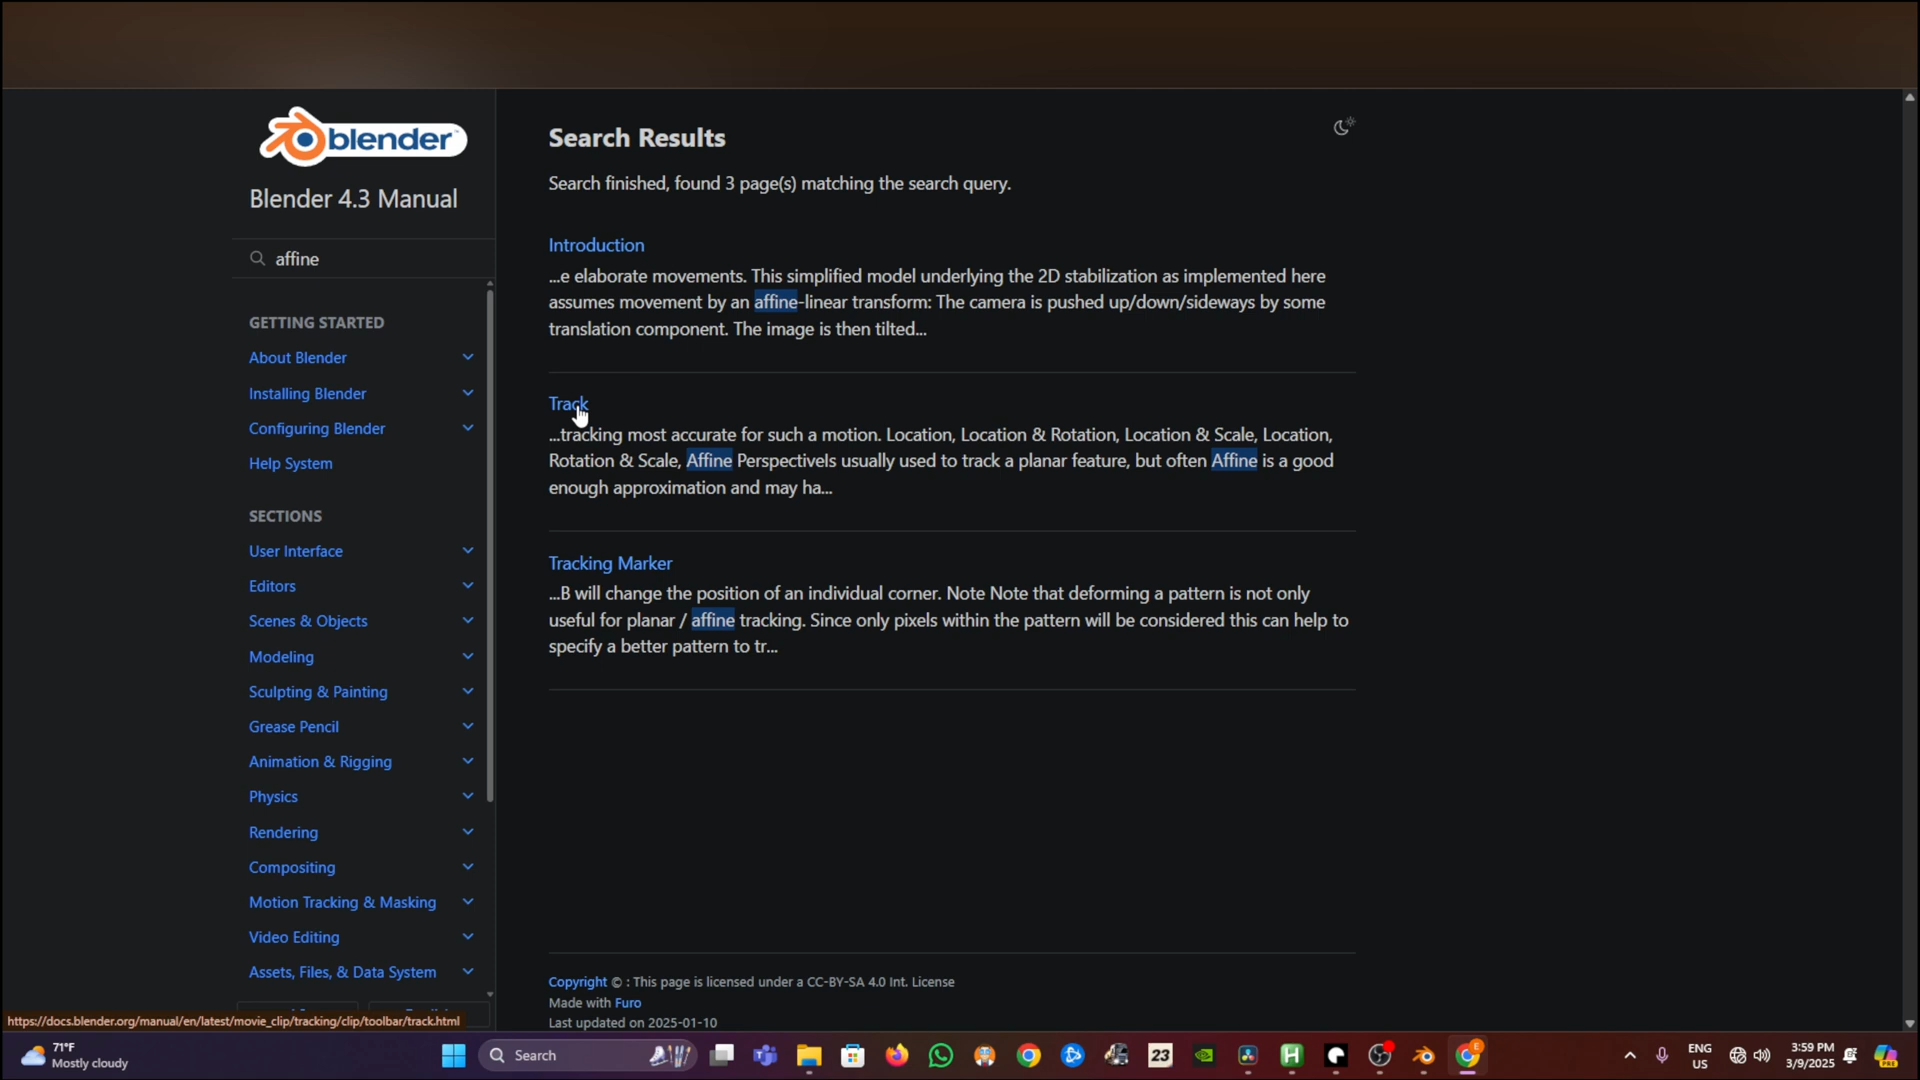 blender
Blender 4.3 Manual
affine
GETTING STARTED
About Blender
Installing Blender
Configuring Blender
Help System
SECTIONS
User Interface
Editors
Scenes & Objects
Modeling
Sculpting & Painting
Grease Pencil
Animation & Rigging
Physics
Rendering
Compositing
Motion Tracking & Masking
Video Editing
Assets, Files, & Data System
Search Results
Search finished, found 3 page(s) matching the search query.
Introduction
...e elaborate movements. This simplified model underlying the 2D stabilization as implemented here
assumes movement by an affine-linear transform: The camera is pushed up/down/sideways by some
translation component. The image is then tilted...
Track
...tracking most accurate for such a motion. Location, Location & Rotation, Location & Scale, Location,
Rotation & Scale, Affine PerspectiveIs usually used to track a planar feature, but often Affine is a good
enough approximation and may ha...
Tracking Marker
...B will change the position of an individual corner. Note Note that deforming a pattern is not only
useful for planar / affine tracking. Since only pixels within the pattern will be considered this can help to
specify a better pattern to tr...
Copyright © : This page is licensed under a CC-BY-SA 4.0 Int. License
Made with Furo
Last updated on 2025-01-10
https://docs.blender.org/manual/en/latest/movie_clip/tracking/clip/toolbar/track.html
71°F
Mostly cloudy
Search
23
ENG
US
3:59 PM
3/9/2025